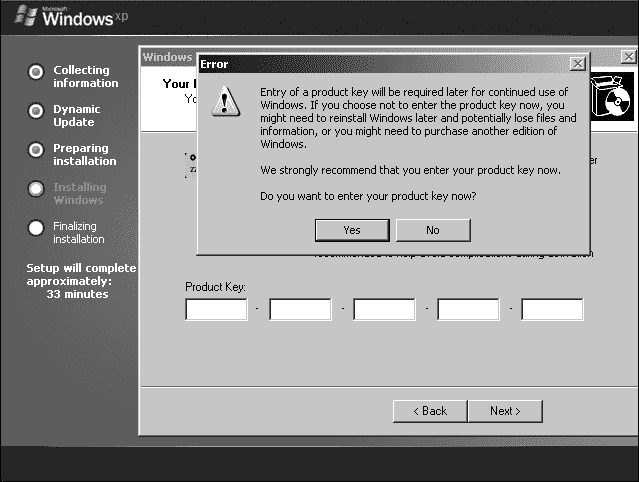 Microsoft
Windows xp
Collecting
information
Dynamic
Update
Preparing
installation
Installing
Windows
Finalizing
installation
Setup will complete
approximately:
33 minutes
Windows
Your
Yo
Error
Entry of a product key will be required later for continued use of
Windows. If you choose not to enter the product key now, you
might need to reinstall Windows later and potentially lose files and
information, or you might need to purchase another edition of
Windows.
We strongly recommend that you enter your product key now.
Do you want to enter your product key now?
Yes No
Product Key:
- - - -
< Back Next >